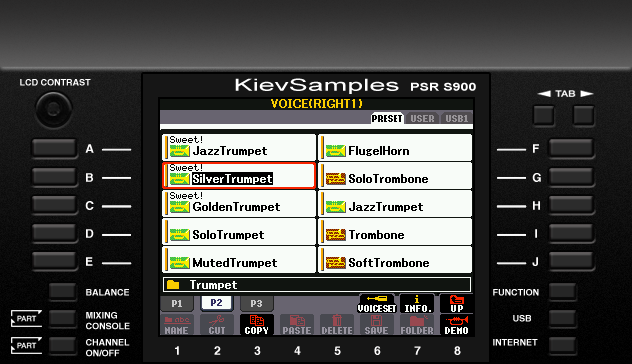 LCD CONTRAST
KievSamples PSR S900
TAB
VOICE(RIGHT1)
PRESET USER USB1
A
Sweet!
JazzTrumpet
FlugelHorn
F
B
Sweet!
SilverTrumpet
SoloTrombone
G
C
Sweet!
GoldenTrumpet
JazzTrumpet
H
D
SoloTrumpet
Trombone
I
E
MutedTrumpet
SoftTrombone
J
Trumpet
BALANCE
P1 P2 P3
VOICESET INFO. UP
FUNCTION
PART
MIXING
CONSOLE
NAME CUT COPY PASTE DELETE SAVE FOLDER DEMO
USB
PART
CHANNEL
ON/OFF
1 2 3 4 5 6 7 8
INTERNET